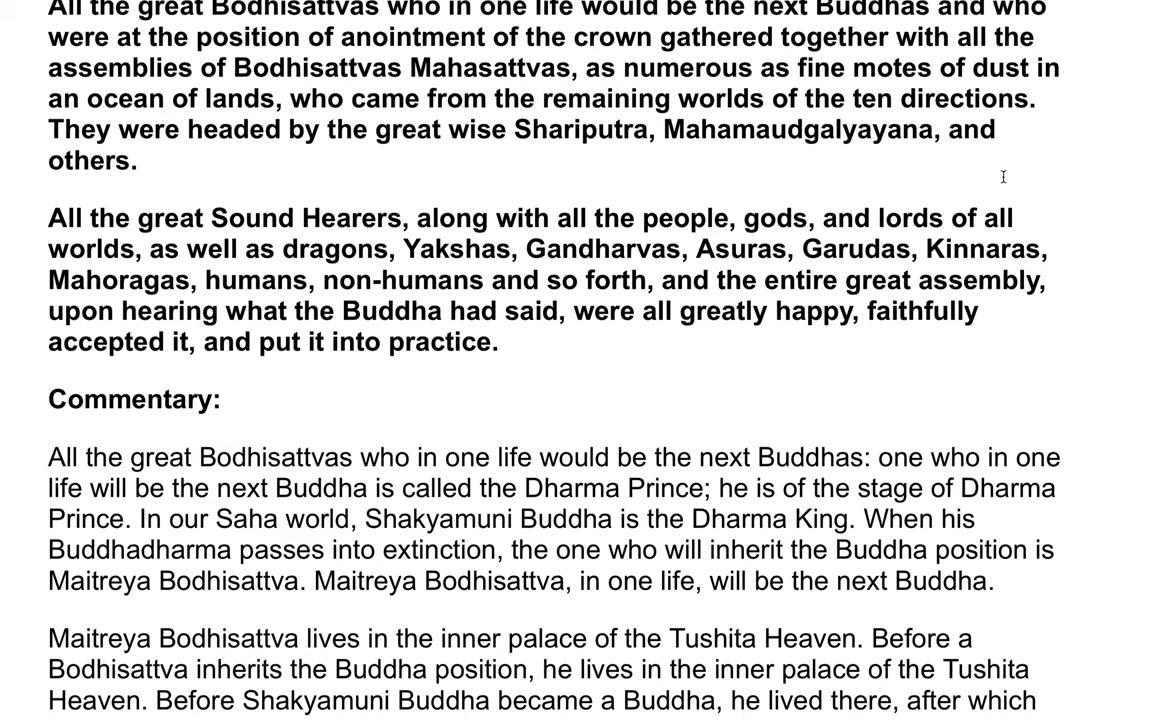 All the great Bodhisattvas who in one life would be the next Buddhas and who
were at the position of anointment of the crown gathered together with all the
assemblies of Bodhisattvas Mahasattvas, as numerous as fine motes of dust in
an ocean of lands, who came from the remaining worlds of the ten directions.
They were headed by the great wise Shariputra, Mahamaudgalyayana, and
others.
All the great Sound Hearers, along with all the people, gods, and lords of all
worlds, as well as dragons, Yakshas, Gandharvas, Asuras, Garudas, Kinnaras,
Mahoragas, humans, non-humans and so forth, and the entire great assembly,
upon hearing what the Buddha had said, were all greatly happy, faithfully
accepted it, and put it into practice.
Commentary:
All the great Bodhisattvas who in one life would be the next Buddhas: one who in one
life will be the next Buddha is called the Dharma Prince; he is of the stage of Dharma
Prince. In our Saha world, Shakyamuni Buddha is the Dharma King. When his
Buddhadharma passes into extinction, the one who will inherit the Buddha position is
Maitreya Bodhisattva. Maitreya Bodhisattva, in one life, will be the next Buddha.
Maitreya Bodhisattva lives in the inner palace of the Tushita Heaven. Before a
Bodhisattva inherits the Buddha position, he lives in the inner palace of the Tushita
Heaven. Before Shakyamuni Buddha became a Buddha, he lived there, after which